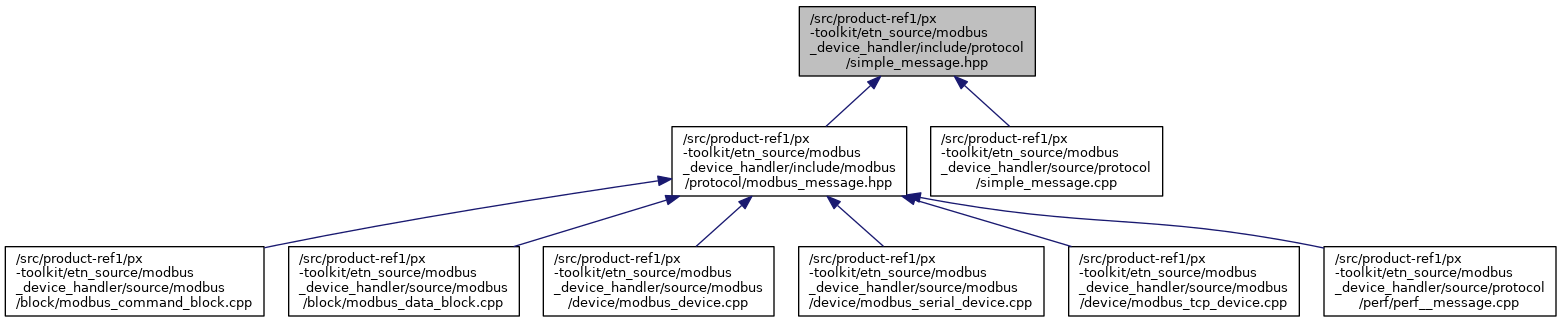 /src/product-ref1/px
-toolkit/etn_source/modbus
_device_handler/include/protocol
/simple_message.hpp
/src/product-ref1/px
-toolkit/etn_source/modbus
_device_handler/include/modbus
/protocol/modbus_message.hpp
/src/product-ref1/px
-toolkit/etn_source/modbus
_device_handler/source/protocol
/simple_message.cpp
/src/product-ref1/px
-toolkit/etn_source/modbus
_device_handler/source/modbus
/block/modbus_command_block.cpp
/src/product-ref1/px
-toolkit/etn_source/modbus
_device_handler/source/modbus
/block/modbus_data_block.cpp
/src/product-ref1/px
-toolkit/etn_source/modbus
_device_handler/source/modbus
/device/modbus_device.cpp
/src/product-ref1/px
-toolkit/etn_source/modbus
_device_handler/source/modbus
/device/modbus_serial_device.cpp
/src/product-ref1/px
-toolkit/etn_source/modbus
_device_handler/source/modbus
/device/modbus_tcp_device.cpp
/src/product-ref1/px
-toolkit/etn_source/modbus
_device_handler/source/protocol
/perf/perf__message.cpp